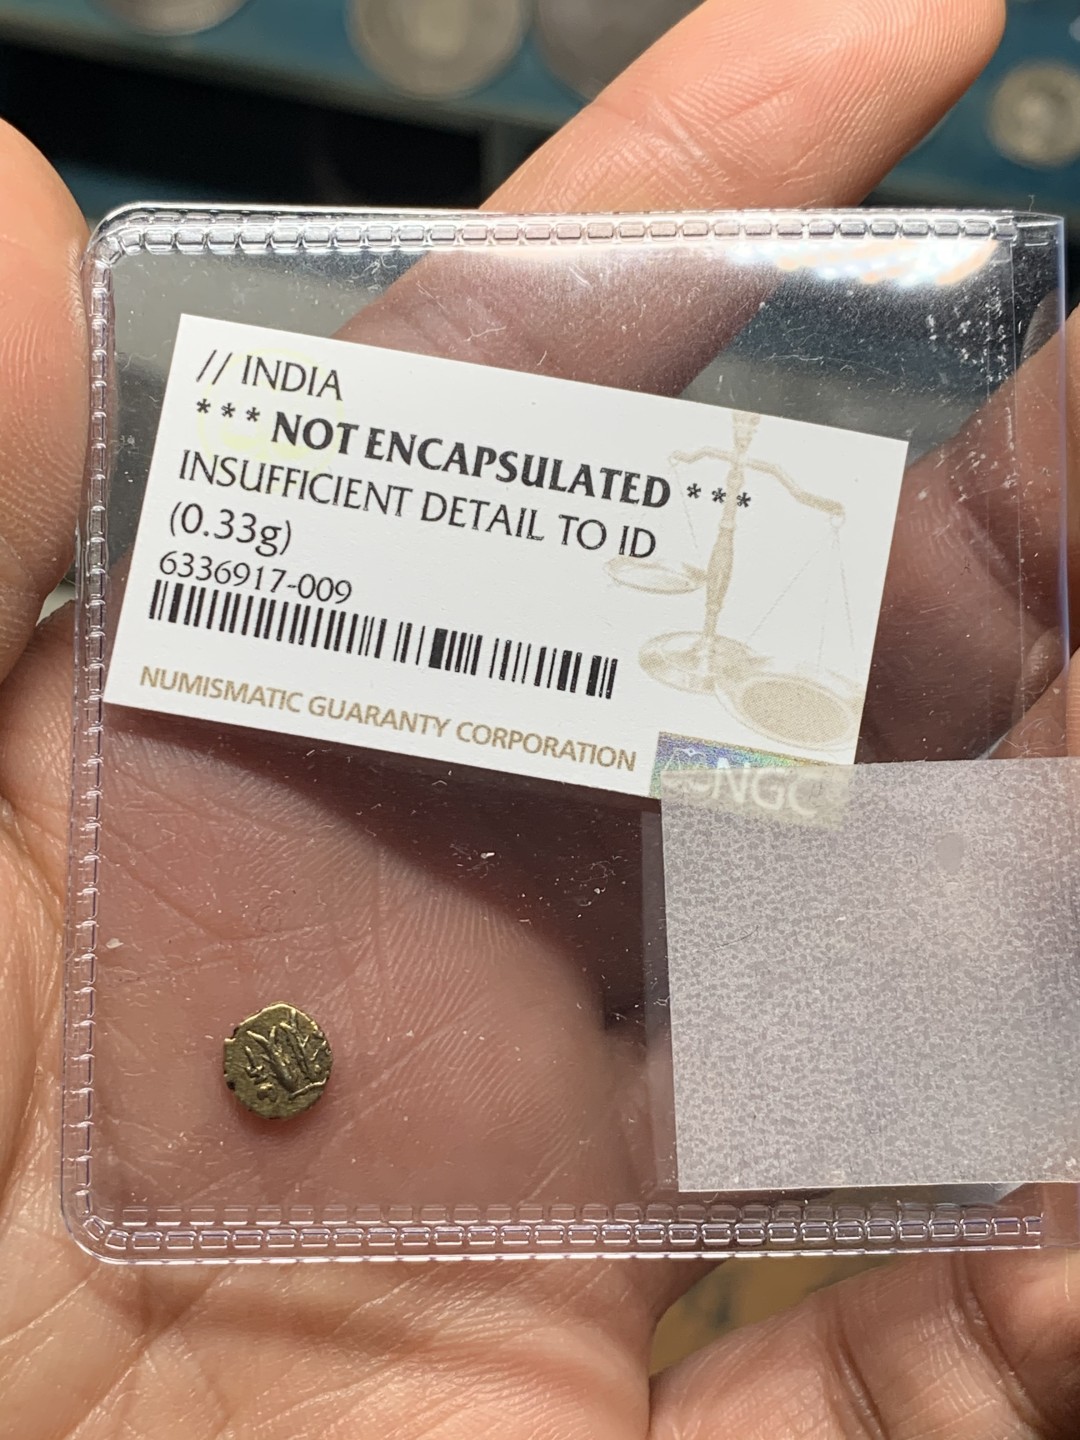 // INDIA
* * * NOT ENCAPSULATED * * *
INSUFFICIENT DETAIL TO ID
(0.33g)
6336917-009
NUMISMATIC GUARANTY CORPORATION
NGC